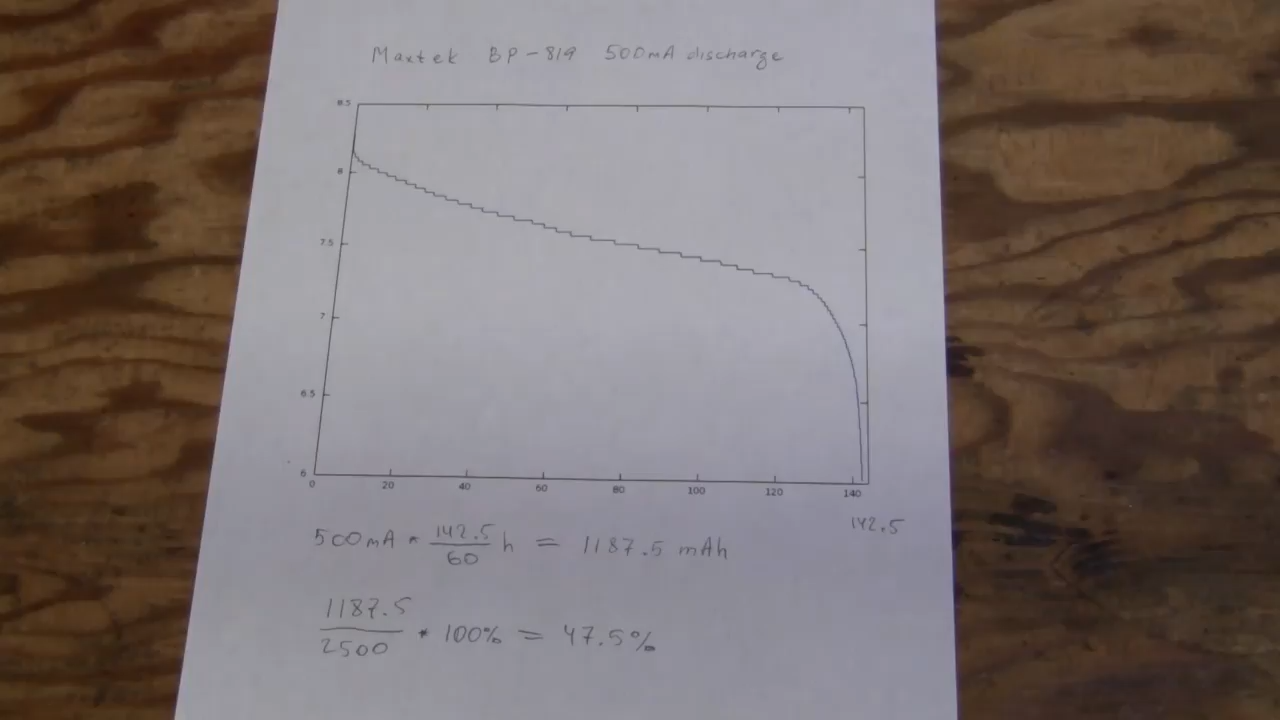 Maxtek BP-819 500mA discharge
8.5
8
7.5
7
6.5
6
0 20 40 60 80 100 120 140
142.5
500mA * 142.5/60 h = 1187.5 mAh
1187.5/2500 * 100% = 47.5%